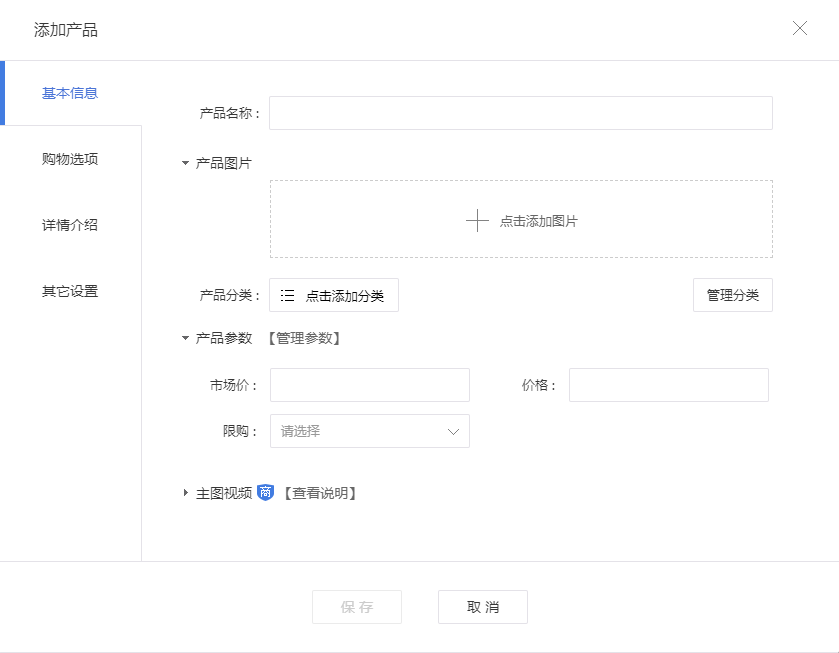 添加产品
基本信息
购物选项
详情介绍
其它设置
产品名称：
产品图片
点击添加图片
产品分类： 点击添加分类 管理分类
产品参数 【管理参数】
市场价： 价格：
限购： 请选择
主图视频 商 【查看说明】
保存 取消